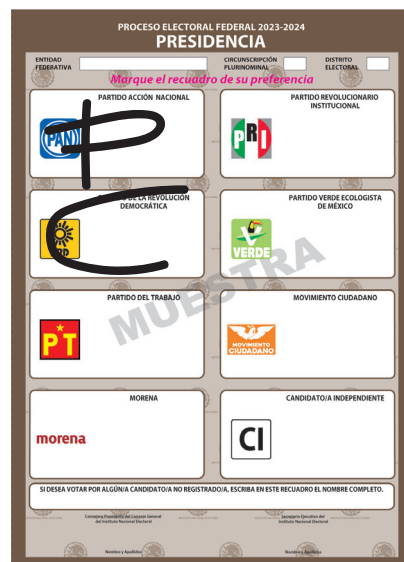 PROCESO ELECTORAL FEDERAL 2023-2024
PRESIDENCIA
ENTIDAD FEDERATIVA
CIRCUNSCRIPCIÓN PLURINOMINAL
DISTRITO ELECTORAL
Marque el recuadro de su preferencia
PARTIDO ACCIÓN NACIONAL
PAN
P
PARTIDO REVOLUCIONARIO
INSTITUCIONAL
PRI
DE LA REVOLUCIÓN
DEMOCRÁTICA
C
PARTIDO VERDE ECOLOGISTA
DE MÉXICO
VERDE
MUESTRA
PARTIDO DEL TRABAJO
PT
MOVIMIENTO CIUDADANO
MOVIMIENTO
CIUDADANO
MORENA
morena
CANDIDATO/A INDEPENDIENTE
CI
SI DESEA VOTAR POR ALGÚN/A CANDIDATO/A NO REGISTRADO/A, ESCRIBA EN ESTE RECUADRO EL NOMBRE COMPLETO.
Consejera Presidenta del Consejo General
del Instituto Nacional Electoral
Secretario Ejecutivo del
Instituto Nacional Electoral
Nombre y Apellidos
Nombre y Apellidos